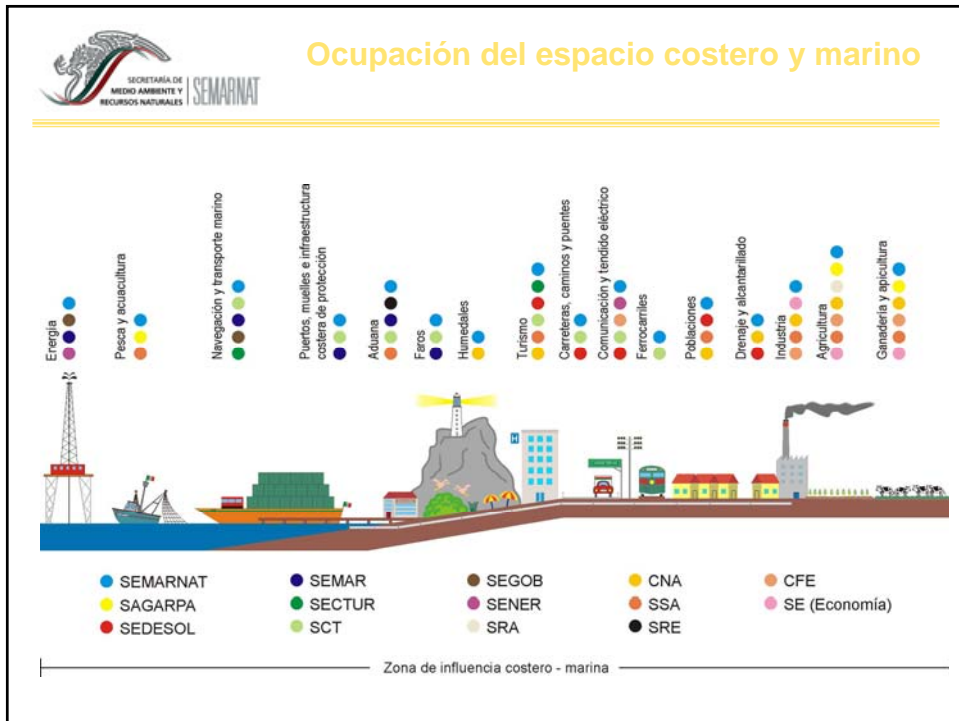 SECRETARÍA DE
MEDIO AMBIENTE Y
RECURSOS NATURALES
SEMARNAT
Ocupación del espacio costero y marino
Energía
Pesca y acuacultura
Navegación y transporte marino
Puertos, muelles e infraestructura
costera de protección
Aduana
Faros
Humedales
Turismo
Carreteras, caminos y puentes
Comunicación y tendido eléctrico
Ferrocarriles
Poblaciones
Drenaje y alcantarillado
Industria
Agricultura
Ganadería y apicultura
H
SEMARNAT
SAGARPA
SEDESOL
SEMAR
SECTUR
SCT
SEGOB
SENER
SRA
CNA
SSA
SRE
CFE
SE (Economía)
Zona de influencia costero - marina